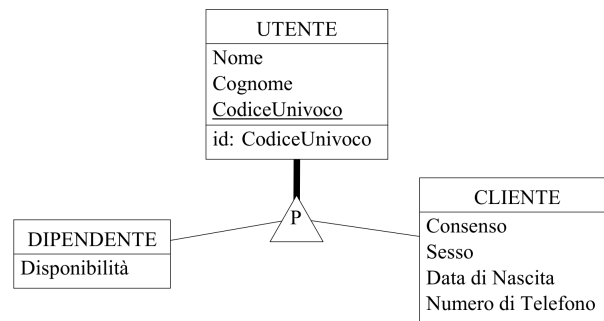 UTENTE
Nome
Cognome
CodiceUnivoco
id: CodiceUnivoco
P
DIPENDENTE
Disponibilità
CLIENTE
Consenso
Sesso
Data di Nascita
Numero di Telefono